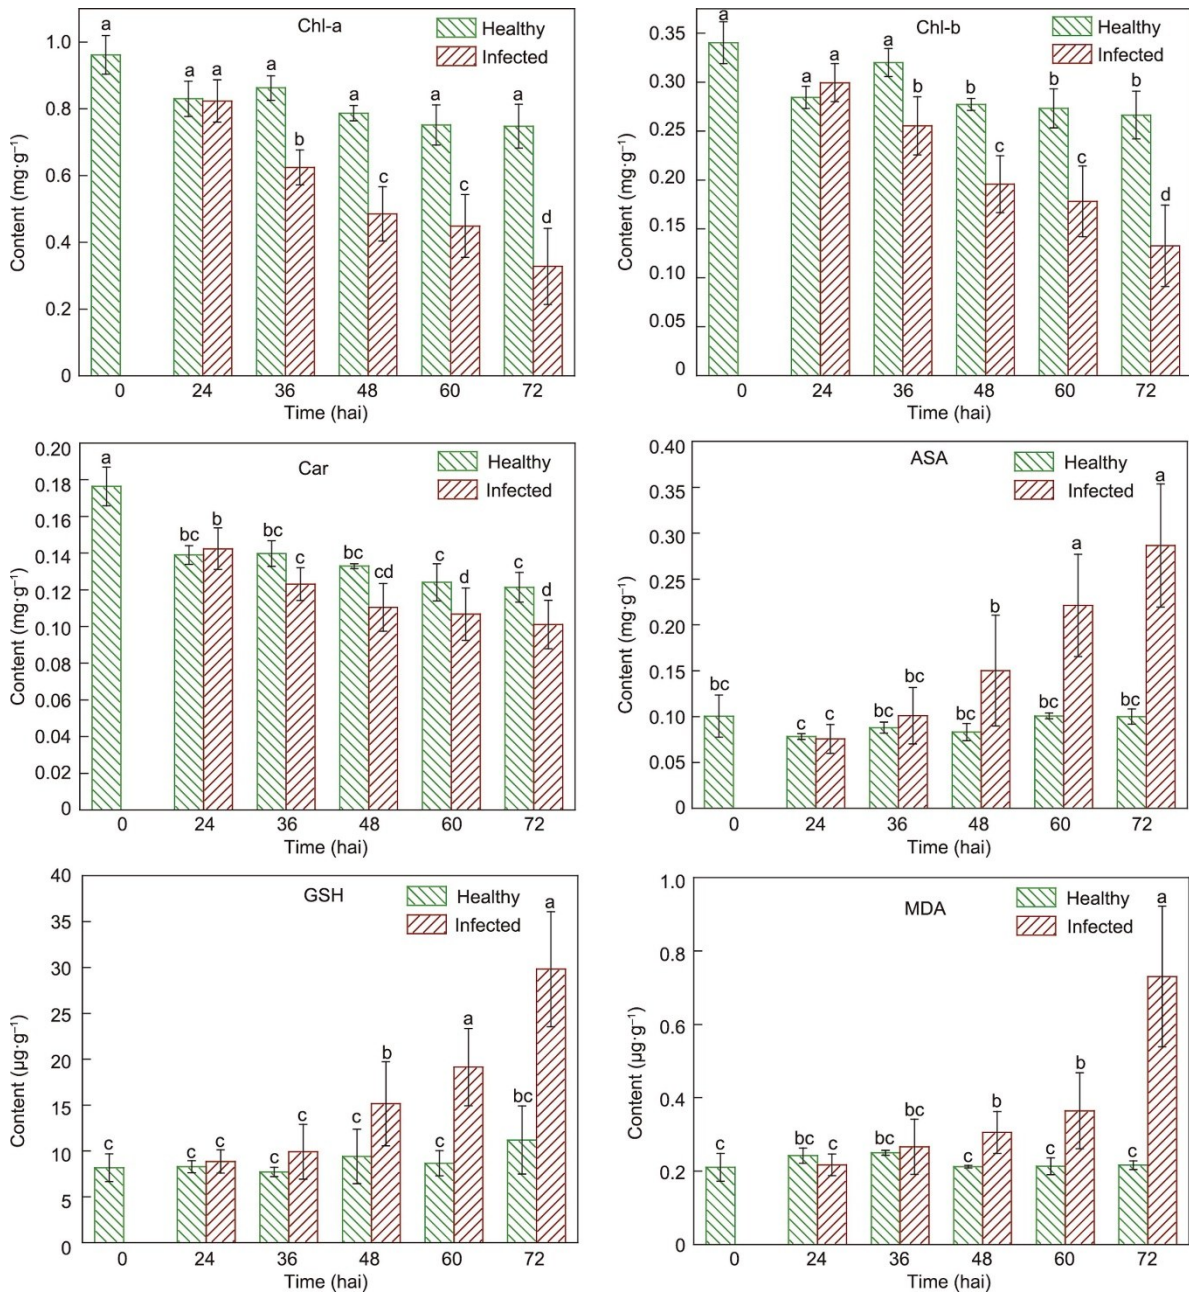 Chl-a
Healthy
Infected
Content (mg·g⁻¹)
1.0
0.8
0.6
0.4
0.2
0
a
a a
a
b
a
c
a
c
a
d
0 24 36 48 60 72
Time (hai)
Chl-b
Healthy
Infected
Content (mg·g⁻¹)
0.35
0.30
0.25
0.20
0.15
0.10
0.05
0
a
a a
a
b
b
c
b
c
b
d
0 24 36 48 60 72
Time (hai)
Car
Healthy
Infected
Content (mg·g⁻¹)
0.20
0.18
0.16
0.14
0.12
0.10
0.08
0.06
0.04
0.02
0
a
bc b
bc
c
bc
cd
c
d
c
d
0 24 36 48 60 72
Time (hai)
ASA
Healthy
Infected
Content (mg·g⁻¹)
0.40
0.35
0.30
0.25
0.20
0.15
0.10
0.05
0
bc
c c
bc bc
bc
b
bc
a
bc
a
0 24 36 48 60 72
Time (hai)
GSH
Healthy
Infected
Content (μg·g⁻¹)
40
35
30
25
20
15
10
5
0
c
c c
c
c
c
b
c
a
bc
a
0 24 36 48 60 72
Time (hai)
MDA
Healthy
Infected
Content (μg·g⁻¹)
1.0
0.8
0.6
0.4
0.2
0
c
bc c
bc
bc
c
b
c
b
c
a
0 24 36 48 60 72
Time (hai)